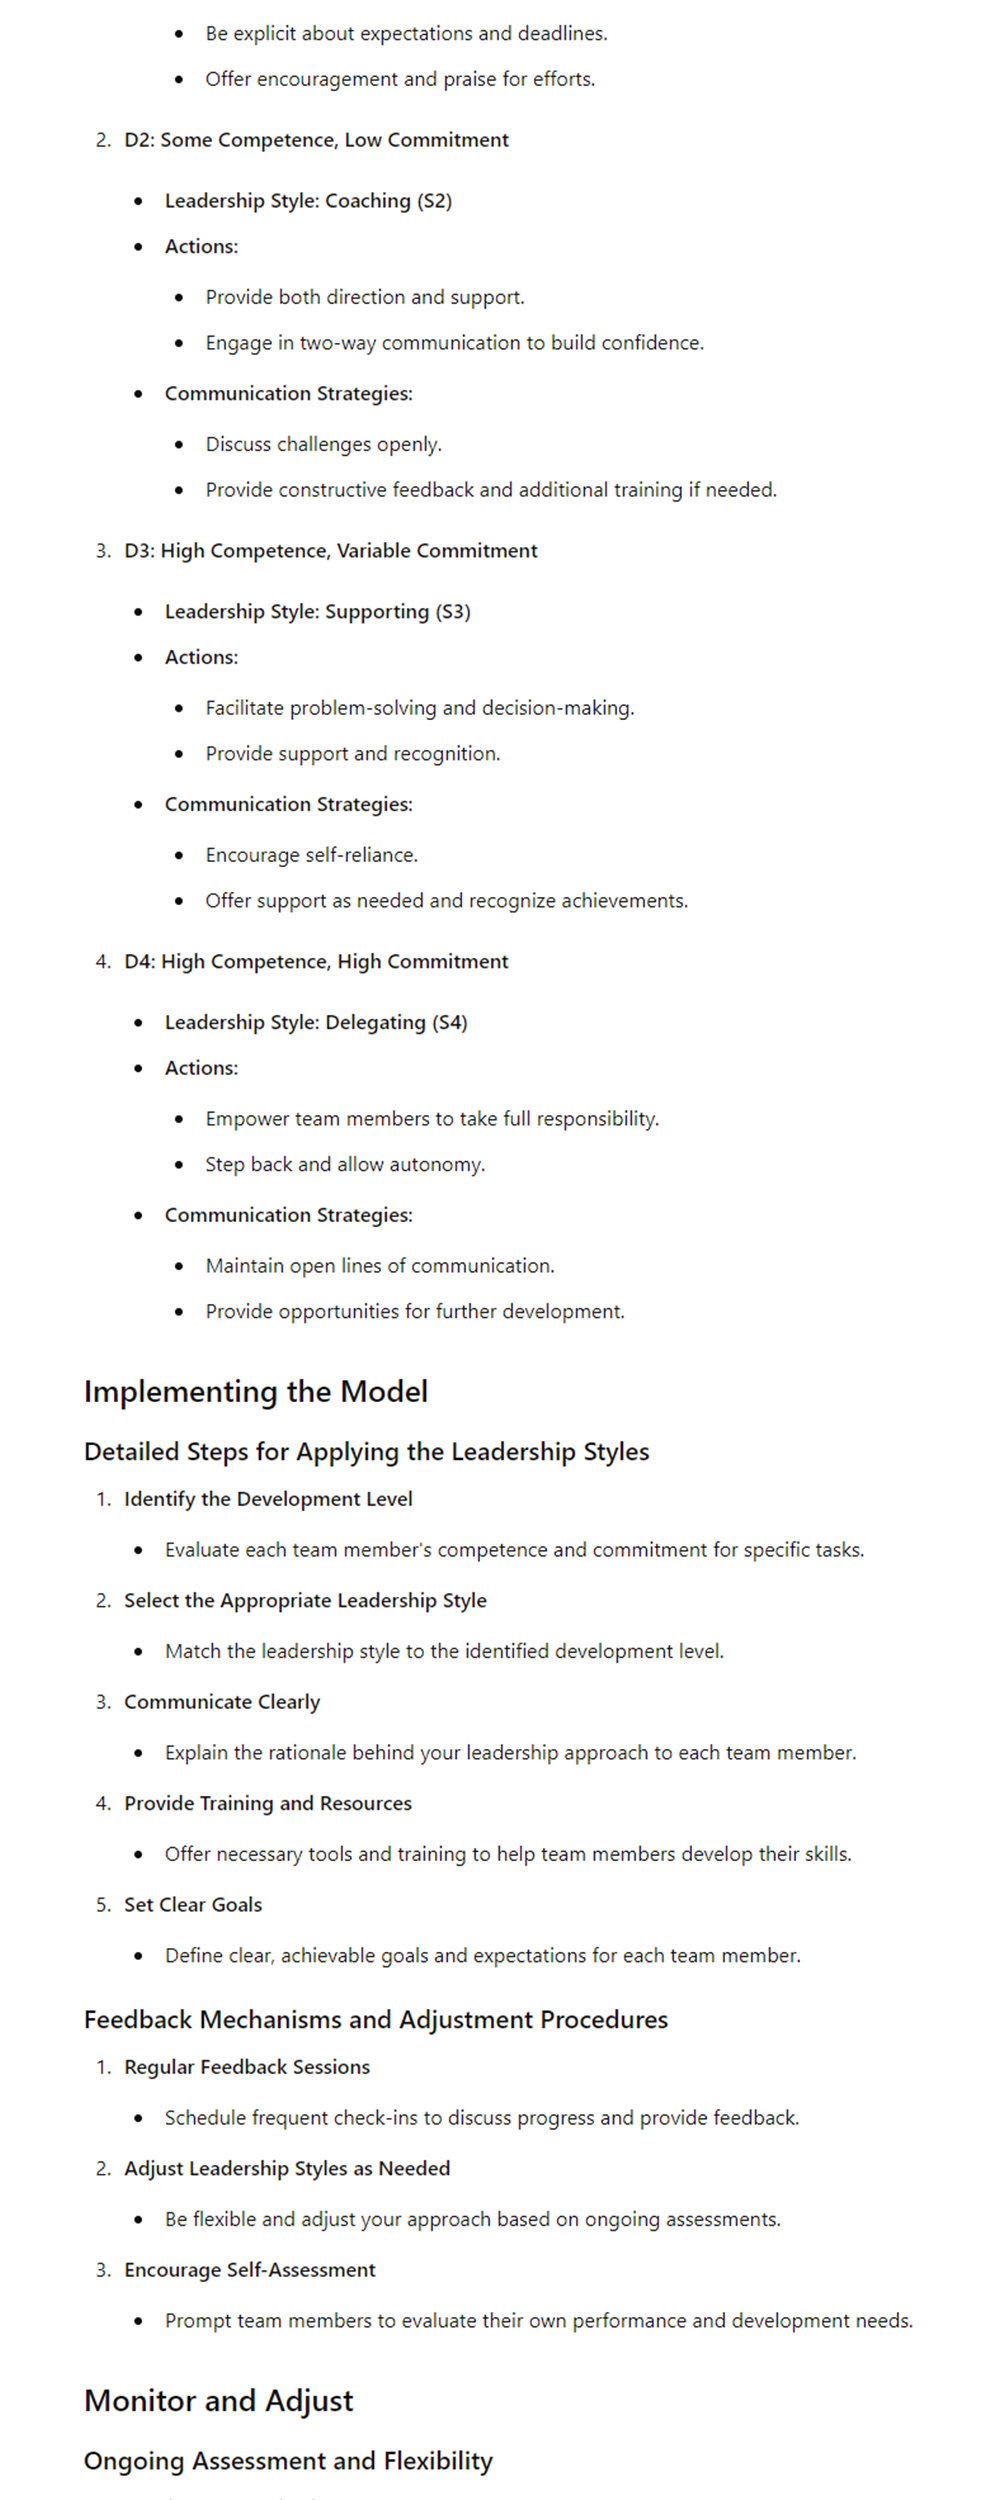 • Be explicit about expectations and deadlines.
• Offer encouragement and praise for efforts.
2. D2: Some Competence, Low Commitment
• Leadership Style: Coaching (S2)
• Actions:
• Provide both direction and support.
• Engage in two-way communication to build confidence.
• Communication Strategies:
• Discuss challenges openly.
• Provide constructive feedback and additional training if needed.
3. D3: High Competence, Variable Commitment
• Leadership Style: Supporting (S3)
• Actions:
• Facilitate problem-solving and decision-making.
• Provide support and recognition.
• Communication Strategies:
• Encourage self-reliance.
• Offer support as needed and recognize achievements.
4. D4: High Competence, High Commitment
• Leadership Style: Delegating (S4)
• Actions:
• Empower team members to take full responsibility.
• Step back and allow autonomy.
• Communication Strategies:
• Maintain open lines of communication.
• Provide opportunities for further development.
Implementing the Model
Detailed Steps for Applying the Leadership Styles
1. Identify the Development Level
• Evaluate each team member's competence and commitment for specific tasks.
2. Select the Appropriate Leadership Style
• Match the leadership style to the identified development level.
3. Communicate Clearly
• Explain the rationale behind your leadership approach to each team member.
4. Provide Training and Resources
• Offer necessary tools and training to help team members develop their skills.
5. Set Clear Goals
• Define clear, achievable goals and expectations for each team member.
Feedback Mechanisms and Adjustment Procedures
1. Regular Feedback Sessions
• Schedule frequent check-ins to discuss progress and provide feedback.
2. Adjust Leadership Styles as Needed
• Be flexible and adjust your approach based on ongoing assessments.
3. Encourage Self-Assessment
• Prompt team members to evaluate their own performance and development needs.
Monitor and Adjust
Ongoing Assessment and Flexibility